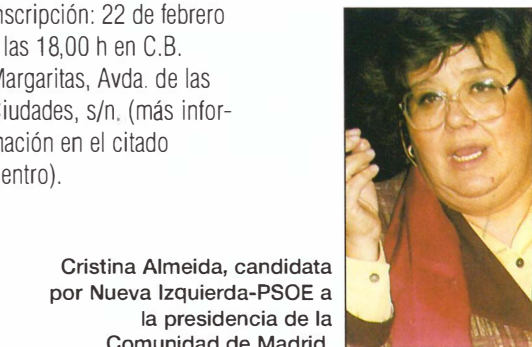 nscripción: 22 de febrero
las 18,00 h en C.B.
Margaritas, Avda. de las
Ciudades, s/n. (más infor-
mación en el citado
entro).
Cristina Almeida, candidata
por Nueva Izquierda-PSOE a
la presidencia de la
Comunidad de Madrid.